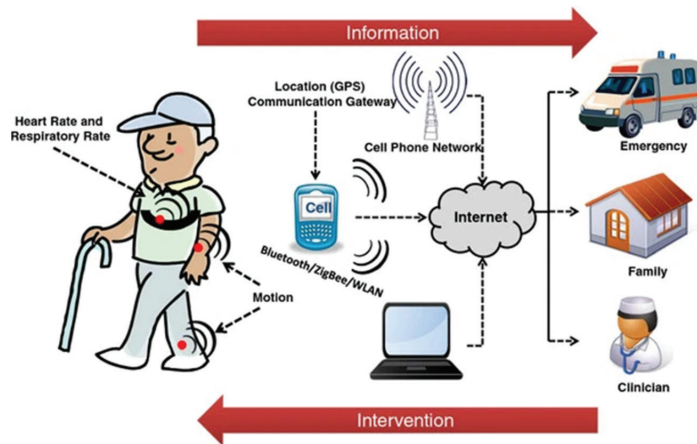 Information
Location (GPS)
Communication Gateway
Heart Rate and
Respiratory Rate
Cell Phone Network
Emergency
Cell
Internet
Bluetooth/ZigBee/WLAN
Family
Motion
Clinician
Intervention